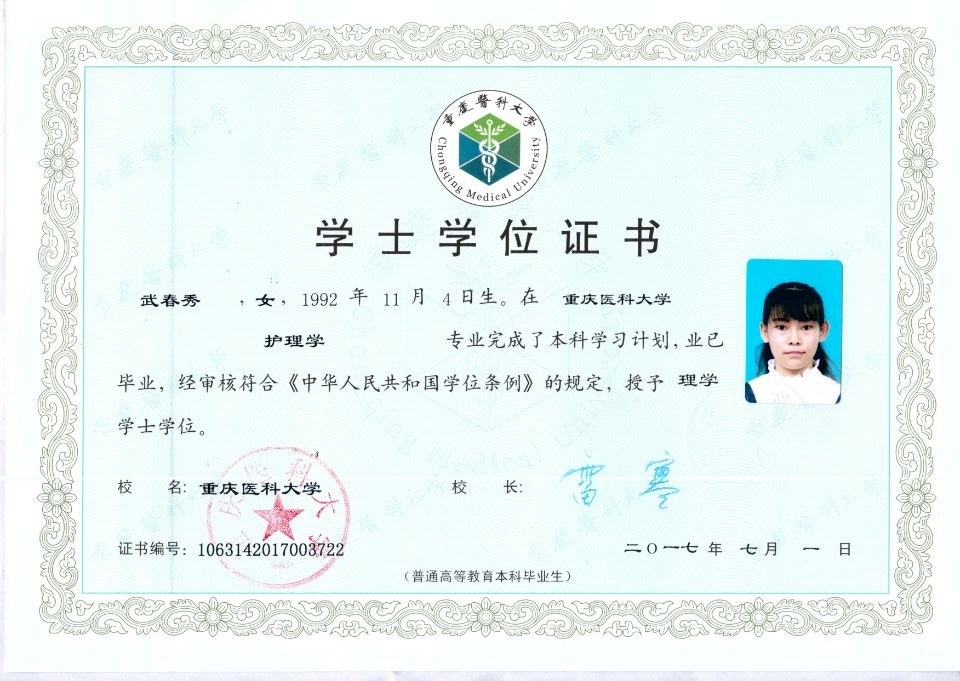 重庆医科大学
Chongqing Medical University
学士学位证书
武春秀 ，女，1992 年 11 月 4 日生。在 重庆医科大学
护理学 专业完成了本科学习计划，业已
毕业，经审核符合《中华人民共和国学位条例》的规定，授予 理学
学士学位。
校 名: 重庆医科大学 校 长:
证书编号: 1063142017003722 二〇一七 年 七 月 一 日
（普通高等教育本科毕业生）